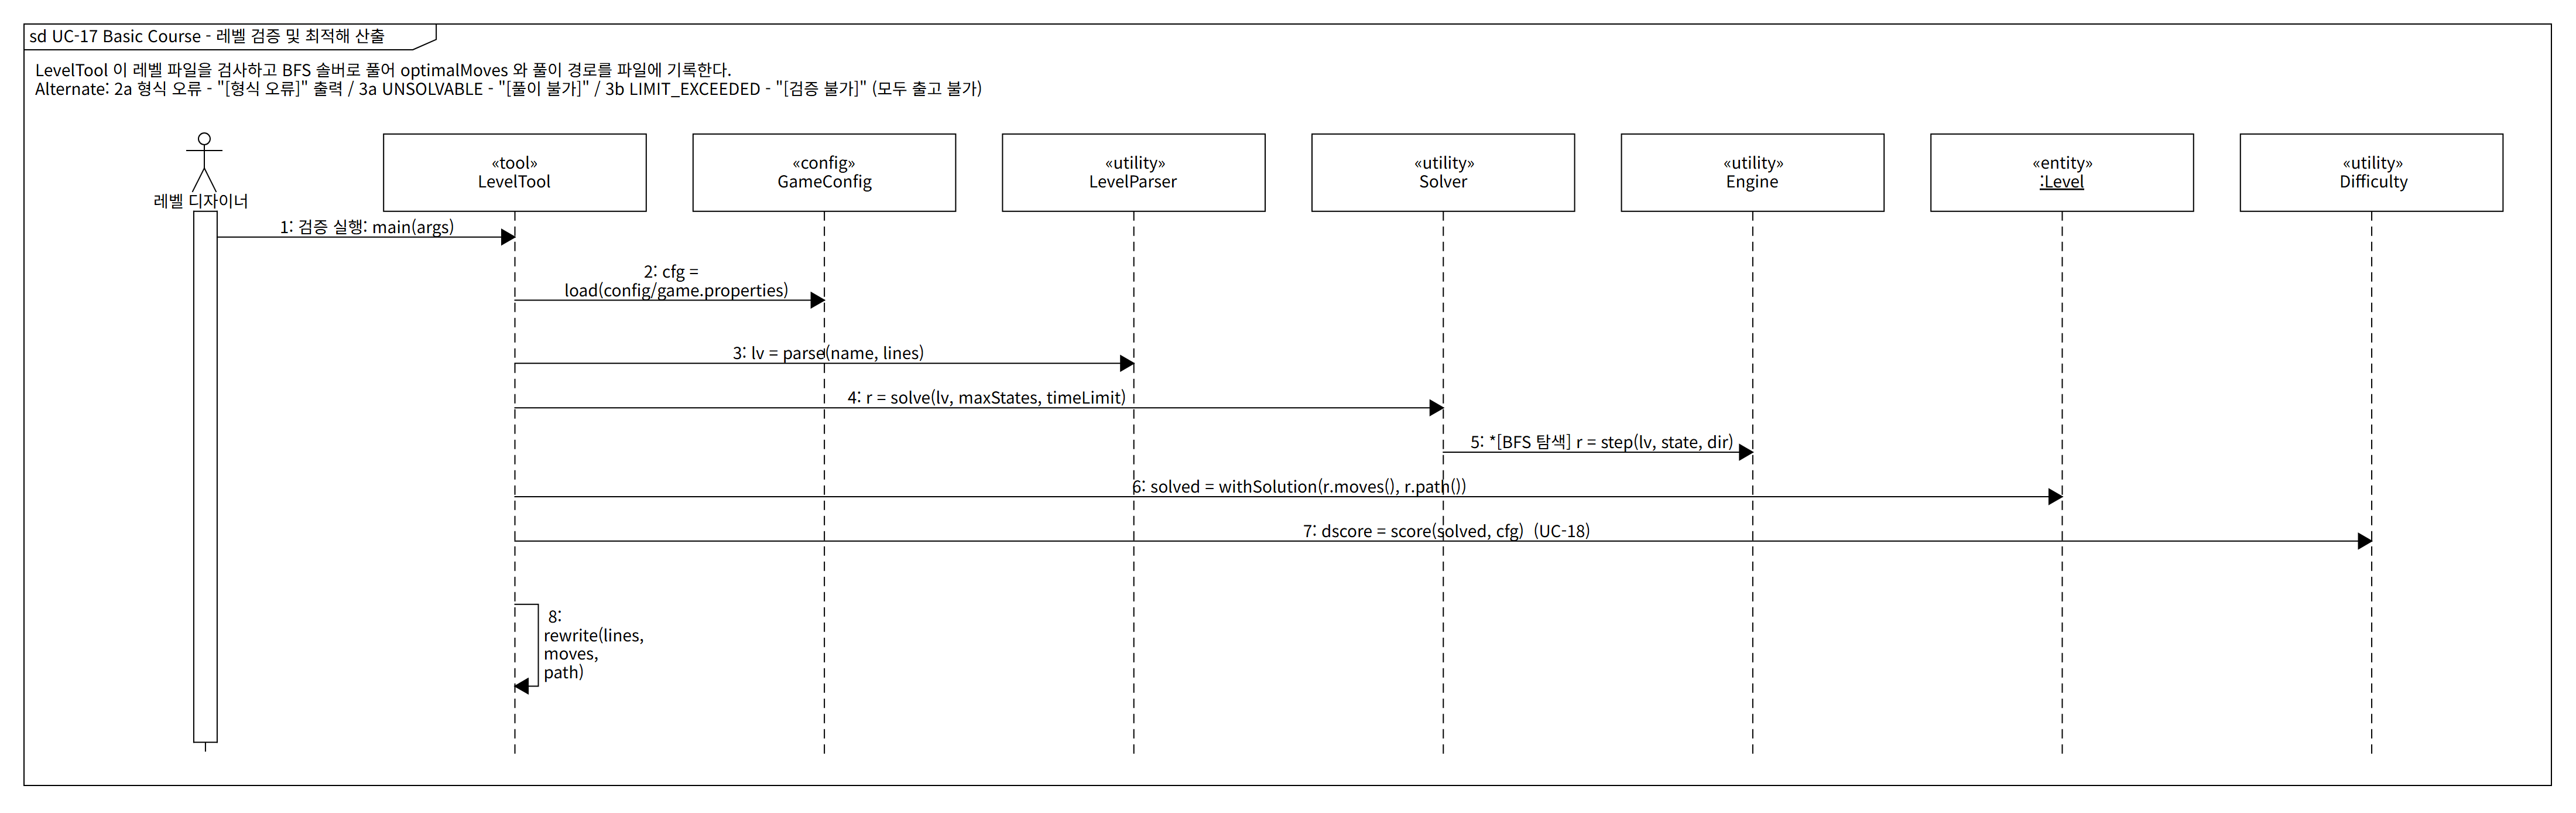 sd UC-17 Basic Course - 레벨 검증 및 최적해 산출
LevelTool 이 레벨 파일을 검사하고 BFS 솔버로 풀어 optimalMoves 와 풀이 경로를 파일에 기록한다.
Alternate: 2a 형식 오류 - "[형식 오류]" 출력 / 3a UNSOLVABLE - "[풀이 불가]" / 3b LIMIT_EXCEEDED - "[검증 불가]" (모두 출고 불가)
레벨 디자이너
«tool»
LevelTool
«config»
GameConfig
«utility»
LevelParser
«utility»
Solver
«utility»
Engine
«entity»
:Level
«utility»
Difficulty
1: 검증 실행: main(args)
2: cfg =
load(config/game.properties)
3: lv = parse(name, lines)
4: r = solve(lv, maxStates, timeLimit)
5: *[BFS 탐색] r = step(lv, state, dir)
6: solved = withSolution(r.moves(), r.path())
7: dscore = score(solved, cfg)  (UC-18)
8:
rewrite(lines,
moves,
path)